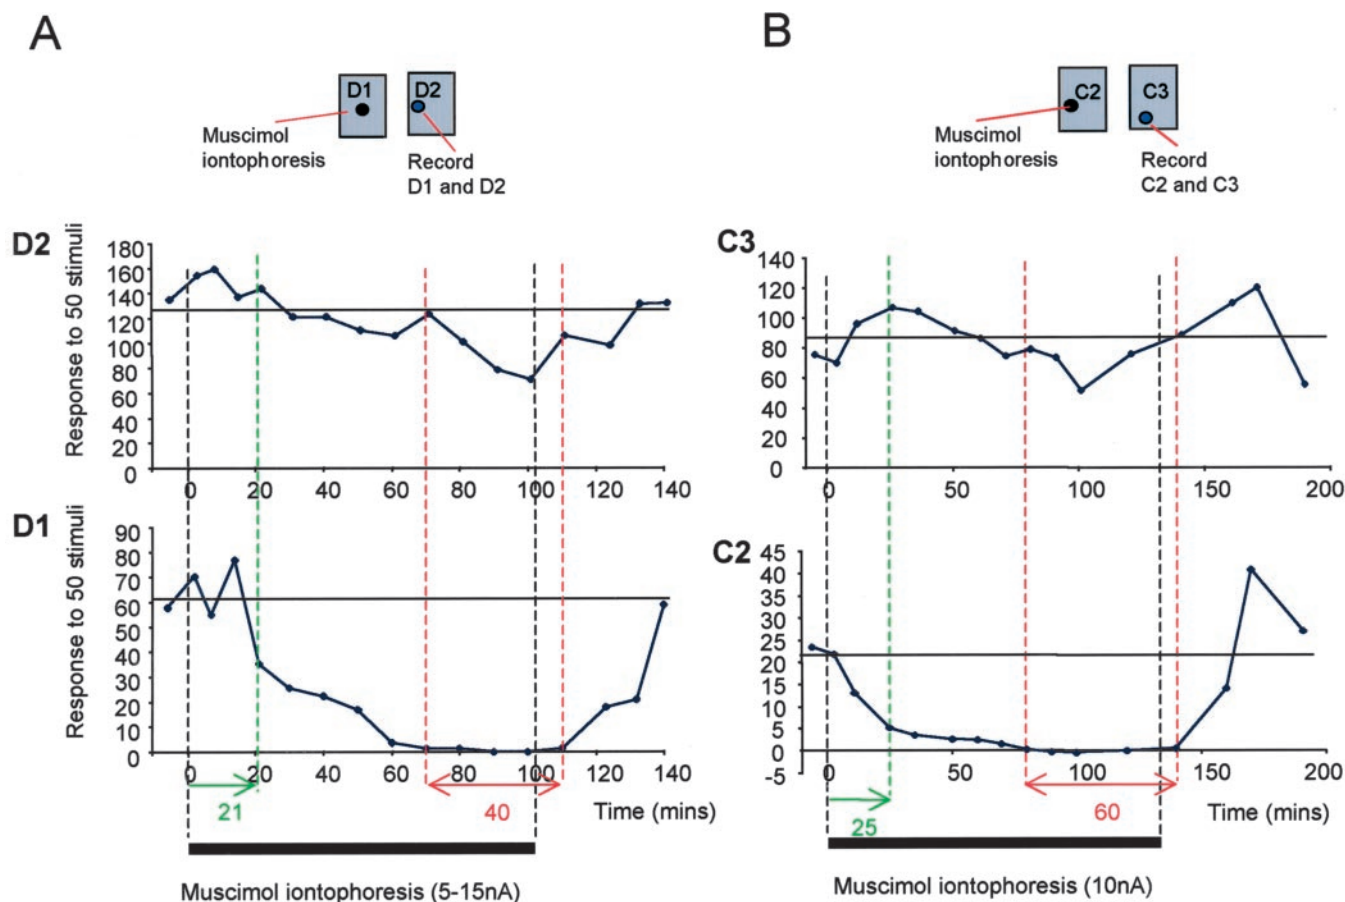 A
B
D1
D2
Muscimol
iontophoresis
Record
D1 and D2
C2
C3
Muscimol
iontophoresis
Record
C2 and C3
D2
Response to 50 stimuli
180
160
140
130
120
100
80
60
40
20
0
0 20 40 60 80 100 120 140
D1
Response to 50 stimuli
90
80
70
60
50
40
30
20
10
0
0 20 40 60 80 100 120 140
21
40
Time (mins)
Muscimol iontophoresis (5-15nA)
C3
140
120
100
80
60
40
20
0
0 50 100 150 200
C2
45
40
35
30
25
20
15
10
5
0
-5
0 50 100 150 200
25
60
Time (mins)
Muscimol iontophoresis (10nA)